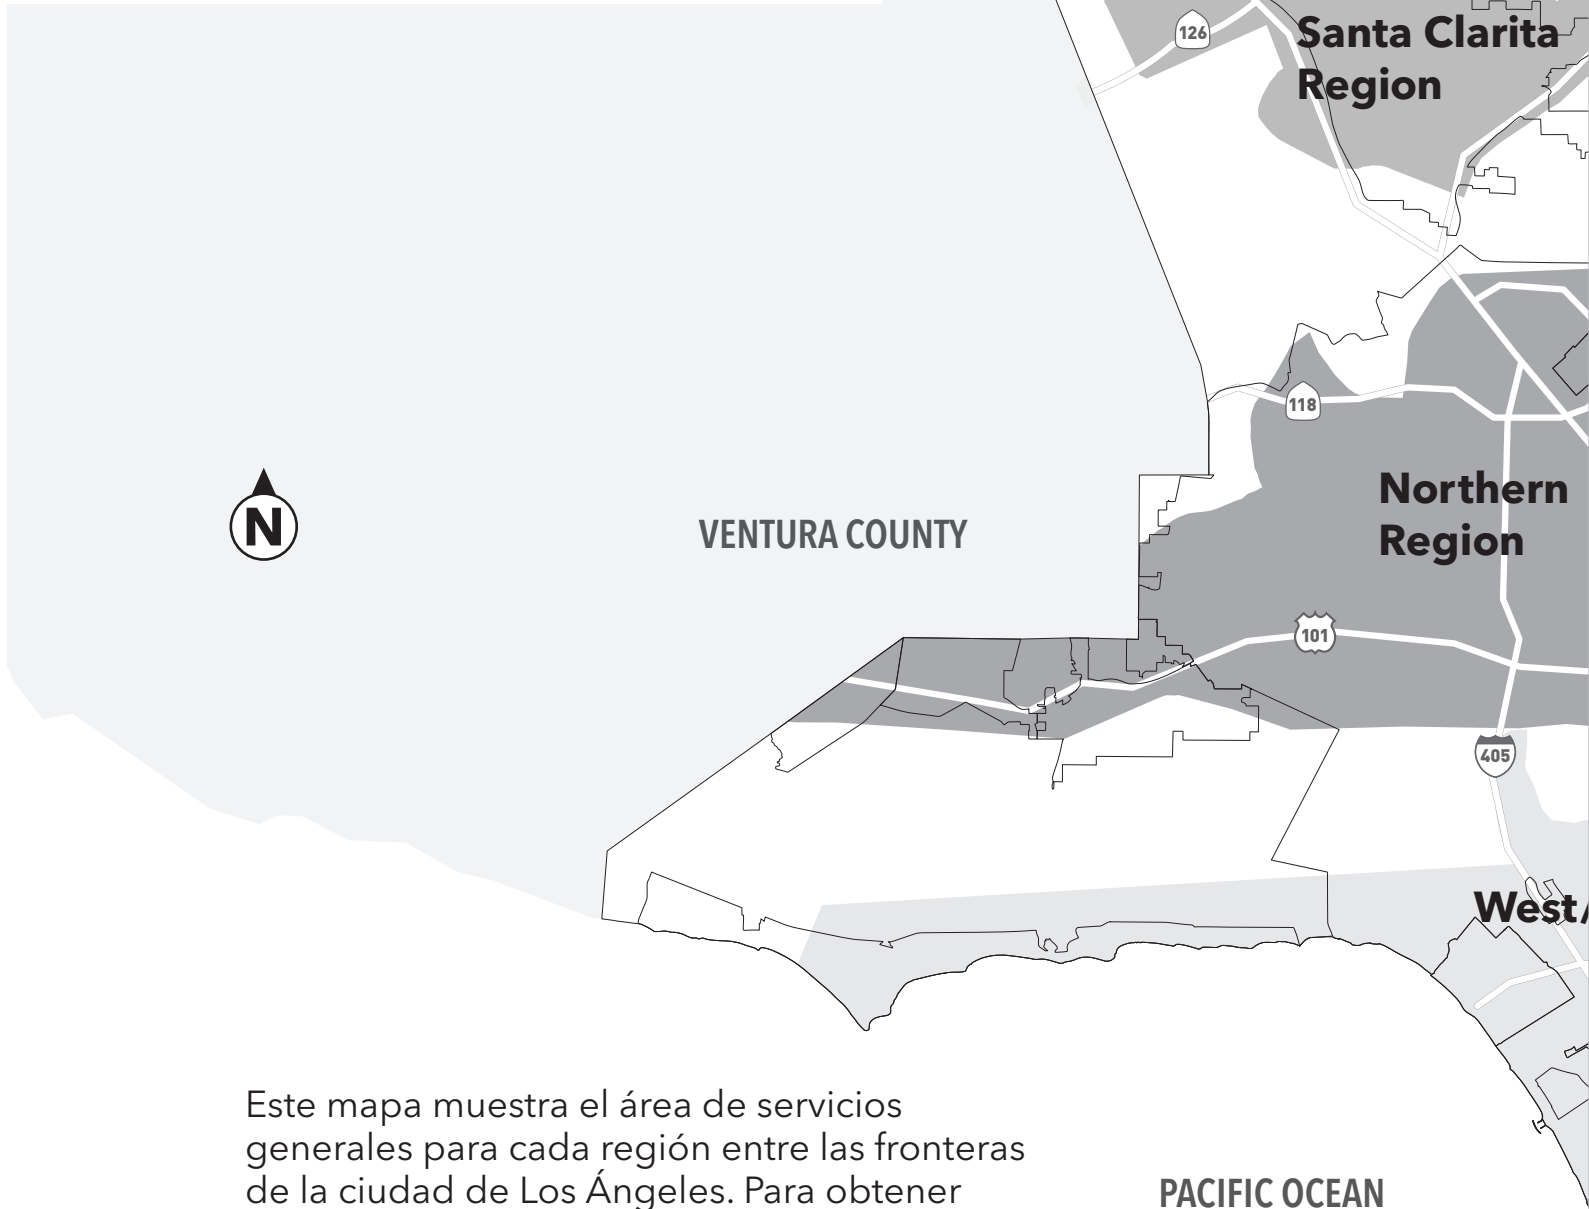 126
Santa Clarita
Region
118
Northern
Region
N
VENTURA COUNTY
101
405
West/
Este mapa muestra el área de servicios
generales para cada región entre las fronteras
de la ciudad de Los Ángeles. Para obtener
PACIFIC OCEAN